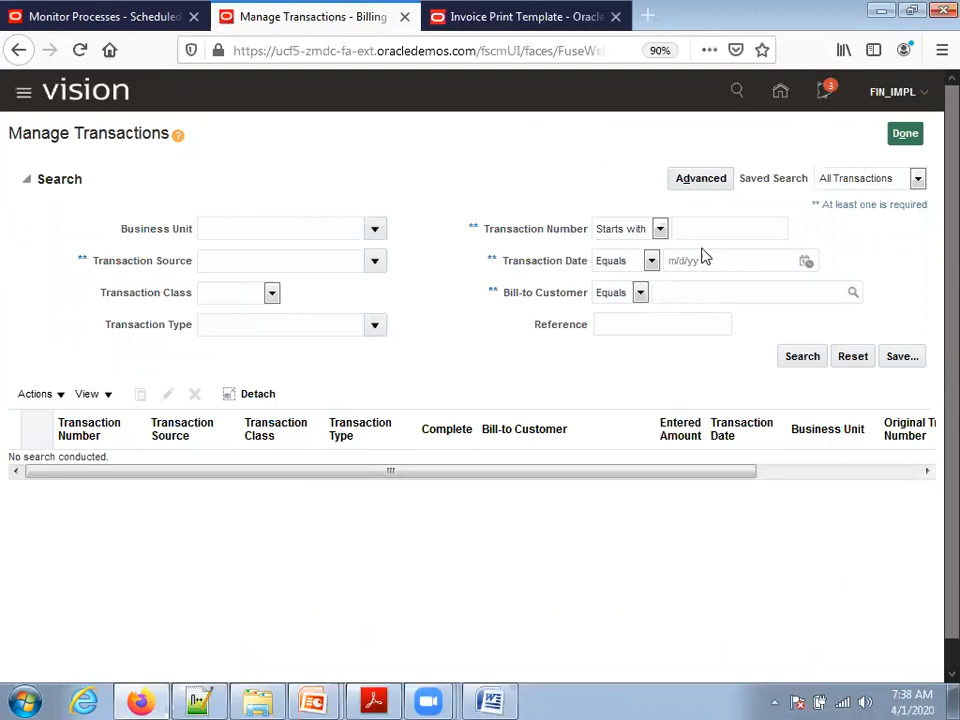 Monitor Processes - Scheduled
Manage Transactions - Billing
Invoice Print Template - Oracle
https://ucf5-zmdc-fa-ext.oracledemos.com/fscmUI/faces/FuseWel
90%
vision
3
FIN_IMPL
Manage Transactions
Done
Search
Advanced
Saved Search
All Transactions
** At least one is required
Business Unit
** Transaction Number
Starts with
** Transaction Source
** Transaction Date
Equals
m/d/yy
Transaction Class
** Bill-to Customer
Equals
Transaction Type
Reference
Search
Reset
Save...
Actions
View
Detach
Transaction Number
Transaction Source
Transaction Class
Transaction Type
Complete
Bill-to Customer
Entered Amount
Transaction Date
Business Unit
Original Tr
Number
No search conducted.
7:38 AM
4/1/2020